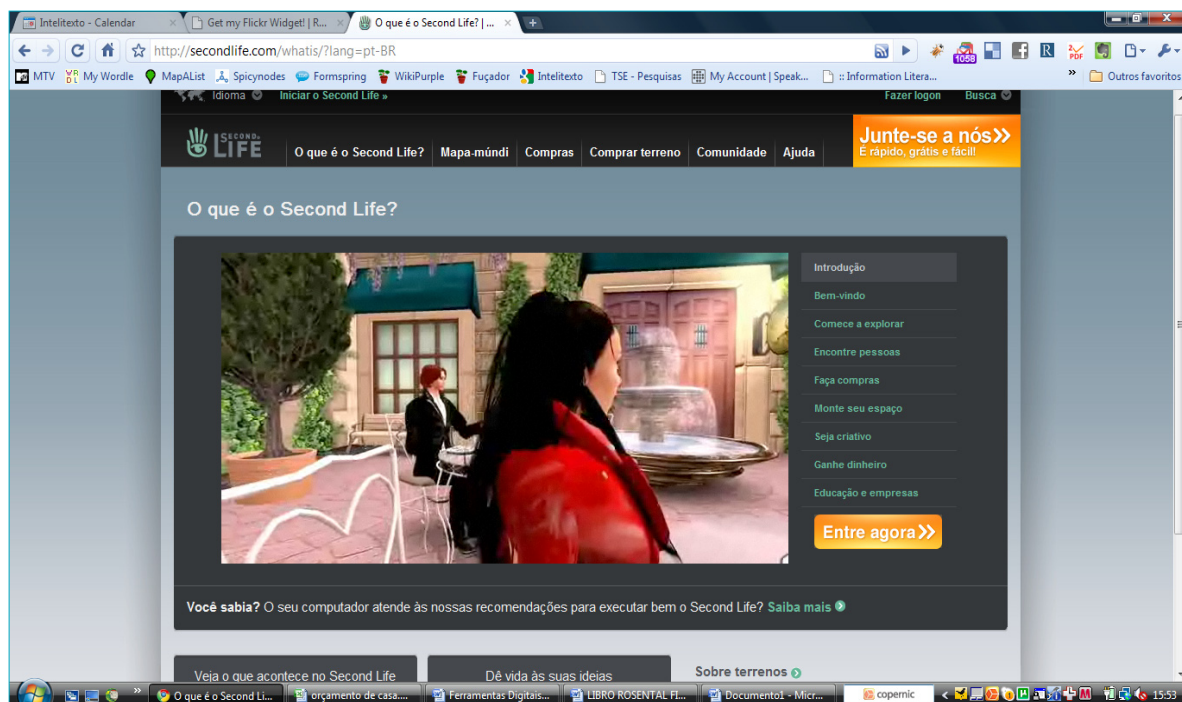 Intelitexto - Calendar
Get my Flickr Widget! | R...
O que é o Second Life? | ...
http://secondlife.com/whatis/?lang=pt-BR
1058
PDF
MTV My Wordle MapAList Spicynodes Formspring WikiPurple Fuçador Intelitexto TSE - Pesquisas My Account | Speak... :: Information Litera... » Outros favoritos
Idioma Iniciar o Second Life » Fazer logon Busca
SECOND LIFE
O que é o Second Life? Mapa-múndi Compras Comprar terreno Comunidade Ajuda
Junte-se a nós
É rápido, grátis e fácil!
O que é o Second Life?
Introdução
Bem-vindo
Comece a explorar
Encontre pessoas
Faça compras
Monte seu espaço
Seja criativo
Ganhe dinheiro
Educação e empresas
Entre agora
Você sabia? O seu computador atende às nossas recomendações para executar bem o Second Life? Saiba mais
Veja o que acontece no Second Life
Dê vida às suas ideias
Sobre terrenos
O que é o Second Li... orçamento de casa.... Ferramentas Digitais... LIBRO ROSENTAL FI... Documento1 - Micr... copernic 15:53